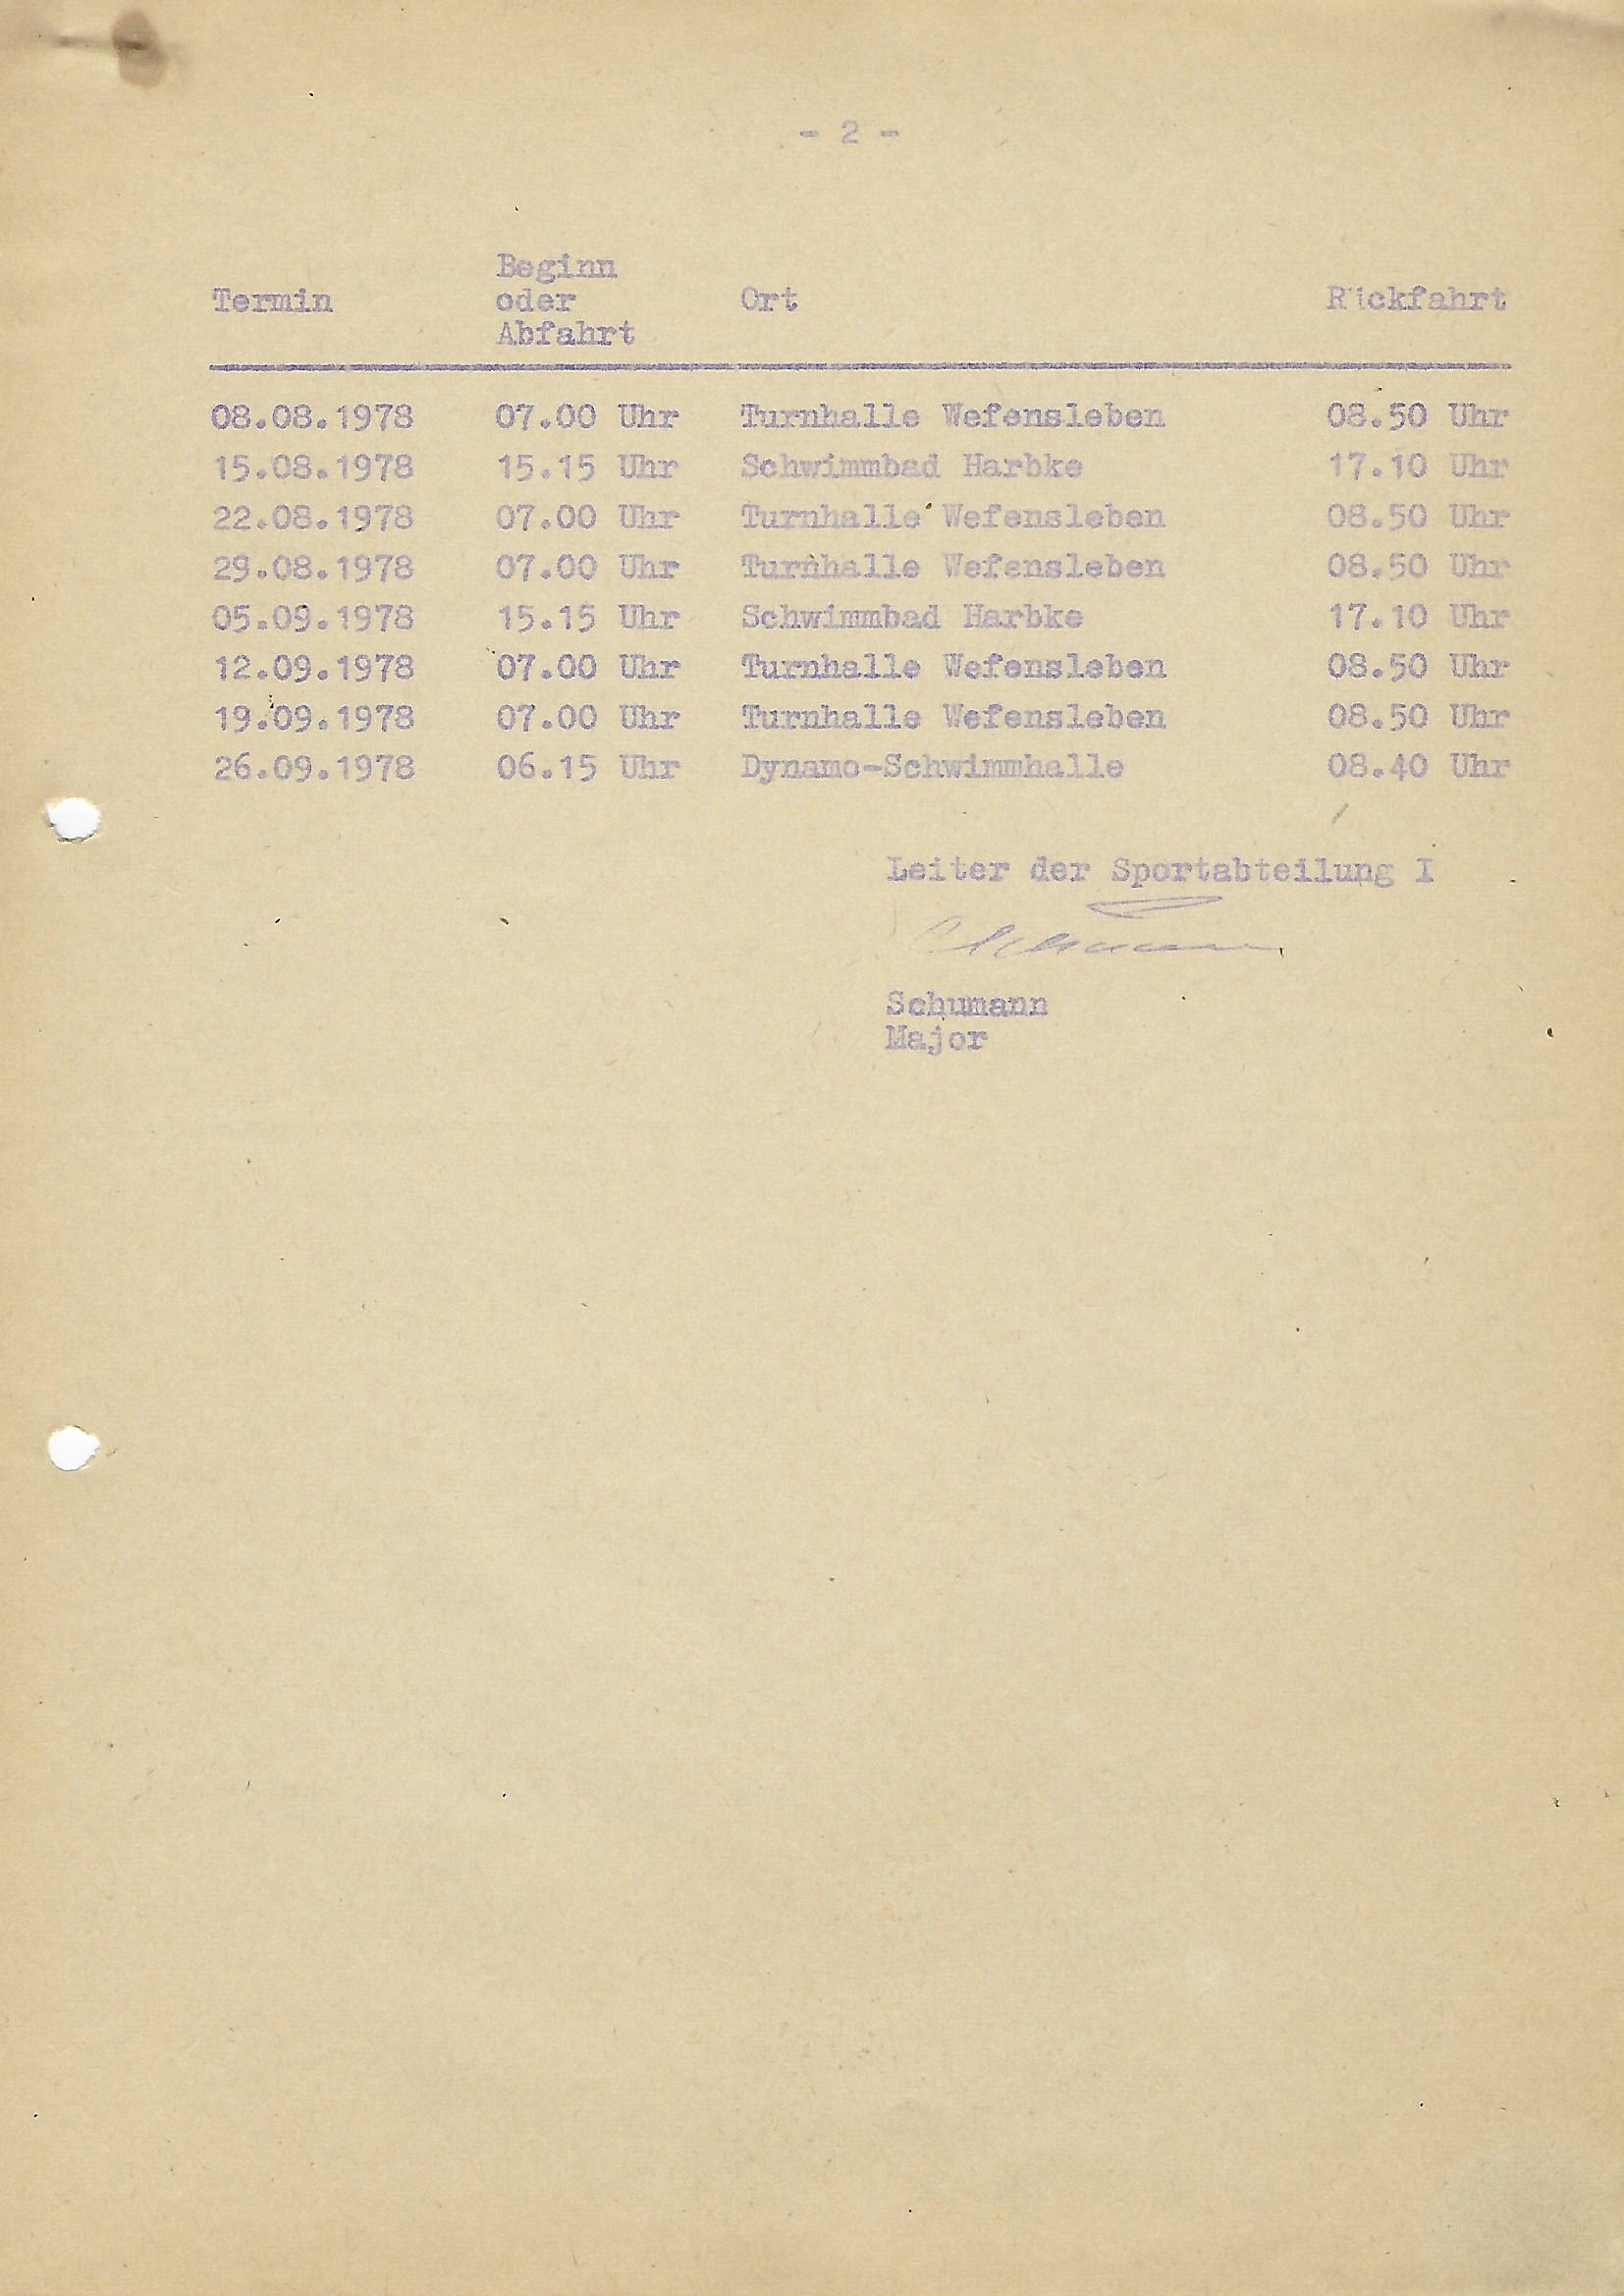 - 2 -
Beginn
Termin oder Ort Rückfahrt
Abfahrt
08.08.1978 07.00 Uhr Turnhalle Wefensleben 08.50 Uhr
15.08.1978 15.15 Uhr Schwimmbad Harbke 17.10 Uhr
22.08.1978 07.00 Uhr Turnhalle Wefensleben 08.50 Uhr
29.08.1978 07.00 Uhr Turnhalle Wefensleben 08.50 Uhr
05.09.1978 15.15 Uhr Schwimmbad Harbke 17.10 Uhr
12.09.1978 07.00 Uhr Turnhalle Wefensleben 08.50 Uhr
19.09.1978 07.00 Uhr Turnhalle Wefensleben 08.50 Uhr
26.09.1978 06.15 Uhr Dynamo-Schwimmhalle 08.40 Uhr
Leiter der Sportabteilung I
Schumann
Schumann
Major